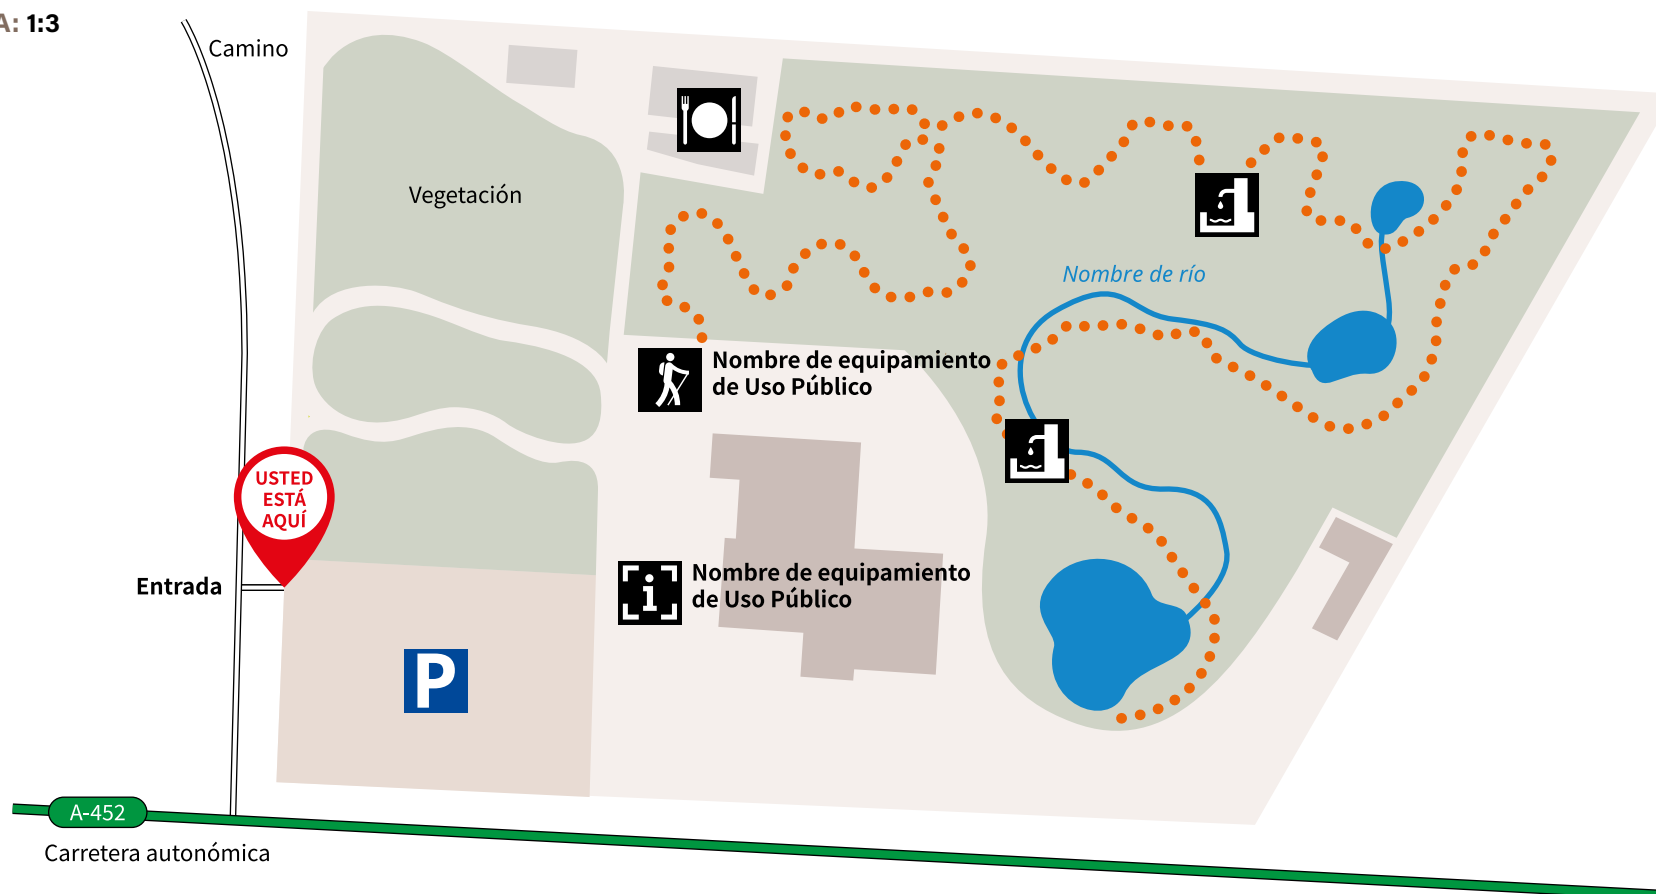 A: 1:3
Camino
Vegetación
Nombre de río
Nombre de equipamiento
de Uso Público
USTED
ESTÁ
AQUÍ
Nombre de equipamiento
de Uso Público
Entrada
P
A-452
Carretera autonómica